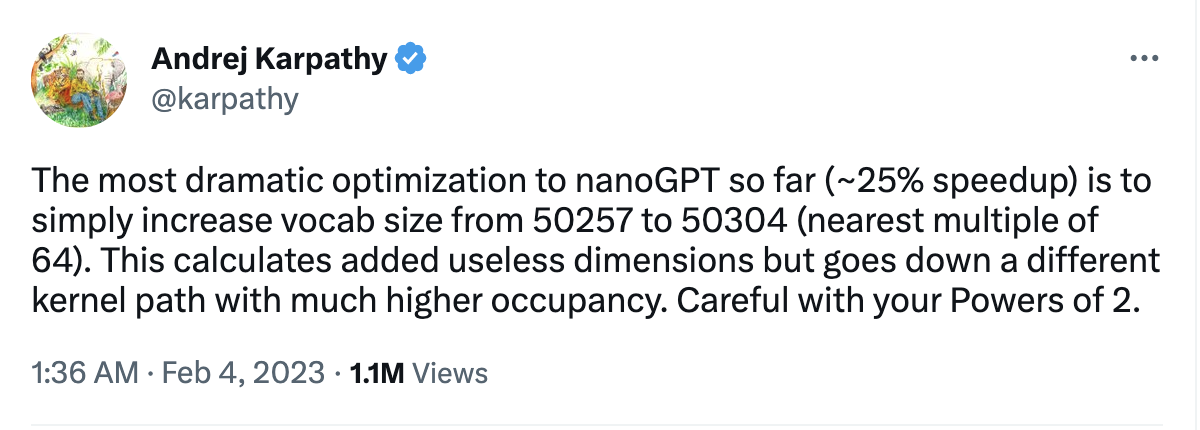 Andrej Karpathy
@karpathy
The most dramatic optimization to nanoGPT so far (~25% speedup) is to
simply increase vocab size from 50257 to 50304 (nearest multiple of
64). This calculates added useless dimensions but goes down a different
kernel path with much higher occupancy. Careful with your Powers of 2.
1:36 AM · Feb 4, 2023 · 1.1M Views